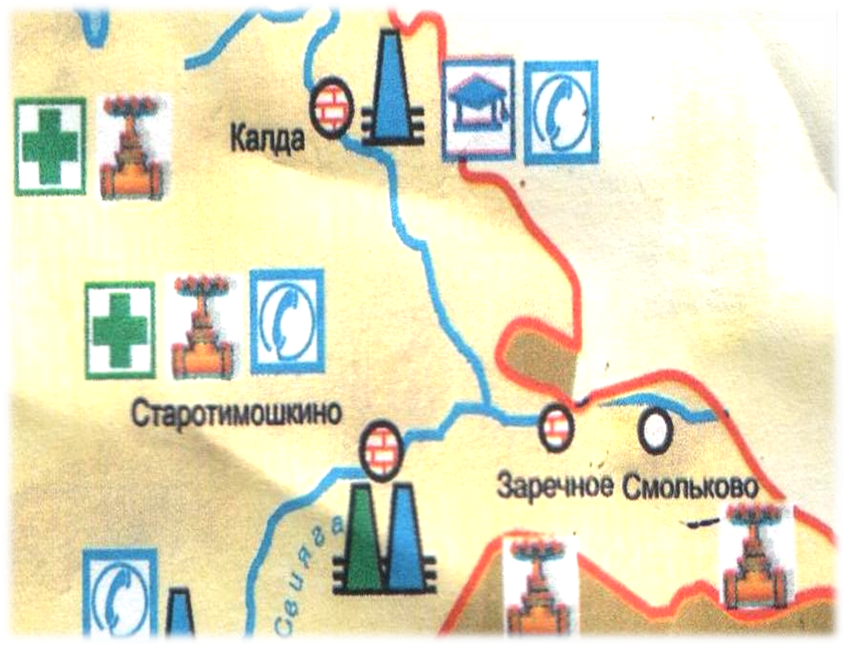 Калда
Старотимошкино
Заречное Смольково
Свияга